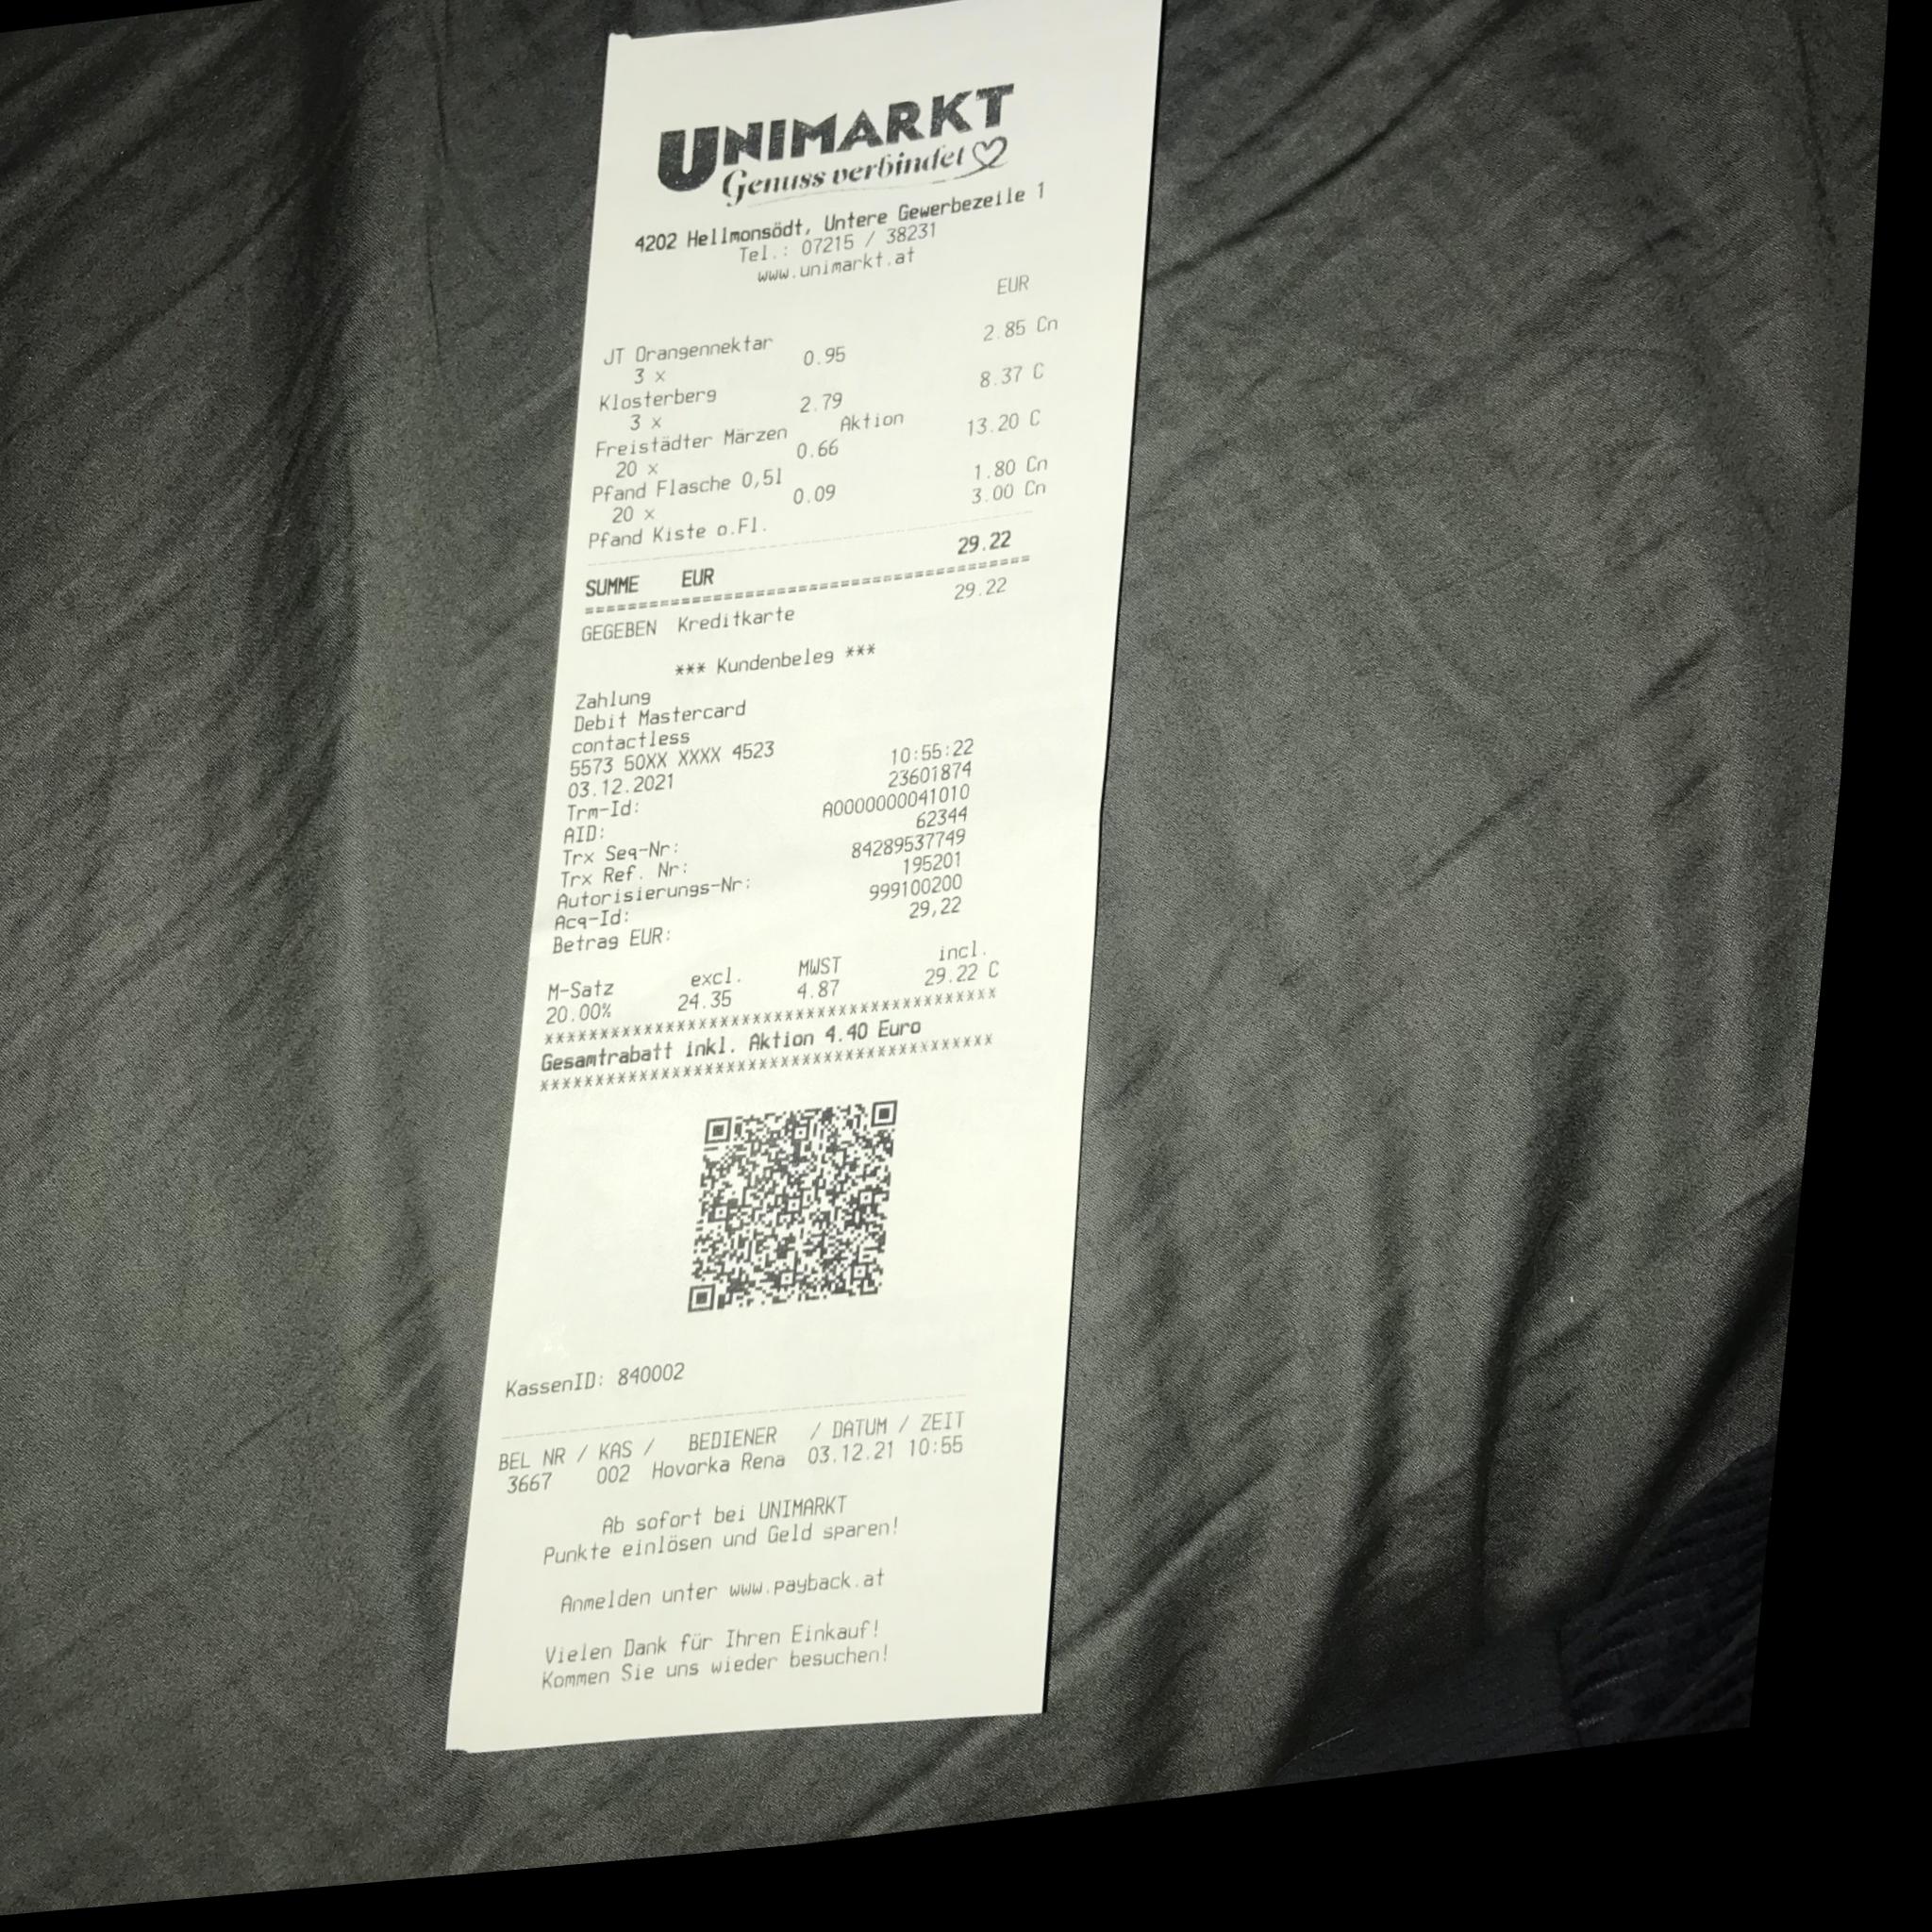 UNIMARKT
Genuss verbindet
4202 Hellmonsödt, Untere Gewerbezeile 1
Tel.: 07215 / 38231
www.unimarkt.at
EUR
JT Orangennektar 2.85 Cn
3 x 0.95
Klosterberg 8.37 C
3 x 2.79
Freistädter Märzen Aktion 13.20 C
20 x 0.66
Pfand Flasche 0,5l 1.80 Cn
20 x 0.09
Pfand Kiste o.Fl. 3.00 Cn
SUMME EUR 29.22
=========================================
GEGEBEN Kreditkarte 29.22
*** Kundenbeleg ***
Zahlung
Debit Mastercard
contactless
5573 50XX XXXX 4523
03.12.2021 10:55:22
Trm-Id: 23601874
AID: A0000000041010
Trx Seq-Nr: 62344
Trx Ref. Nr: 84289537749
Autorisierungs-Nr: 195201
Acq-Id: 999100200
Betrag EUR: 29,22
M-Satz excl. MWST incl.
20.00% 24.35 4.87 29.22 C
*****************************************
Gesamtrabatt inkl. Aktion 4.40 Euro
*****************************************
KassenID: 840002
BEL NR / KAS / BEDIENER / DATUM / ZEIT
3667 002 Hovorka Rena 03.12.21 10:55
Ab sofort bei UNIMARKT
Punkte einlösen und Geld sparen!
Anmelden unter www.payback.at
Vielen Dank für Ihren Einkauf!
Kommen Sie uns wieder besuchen!